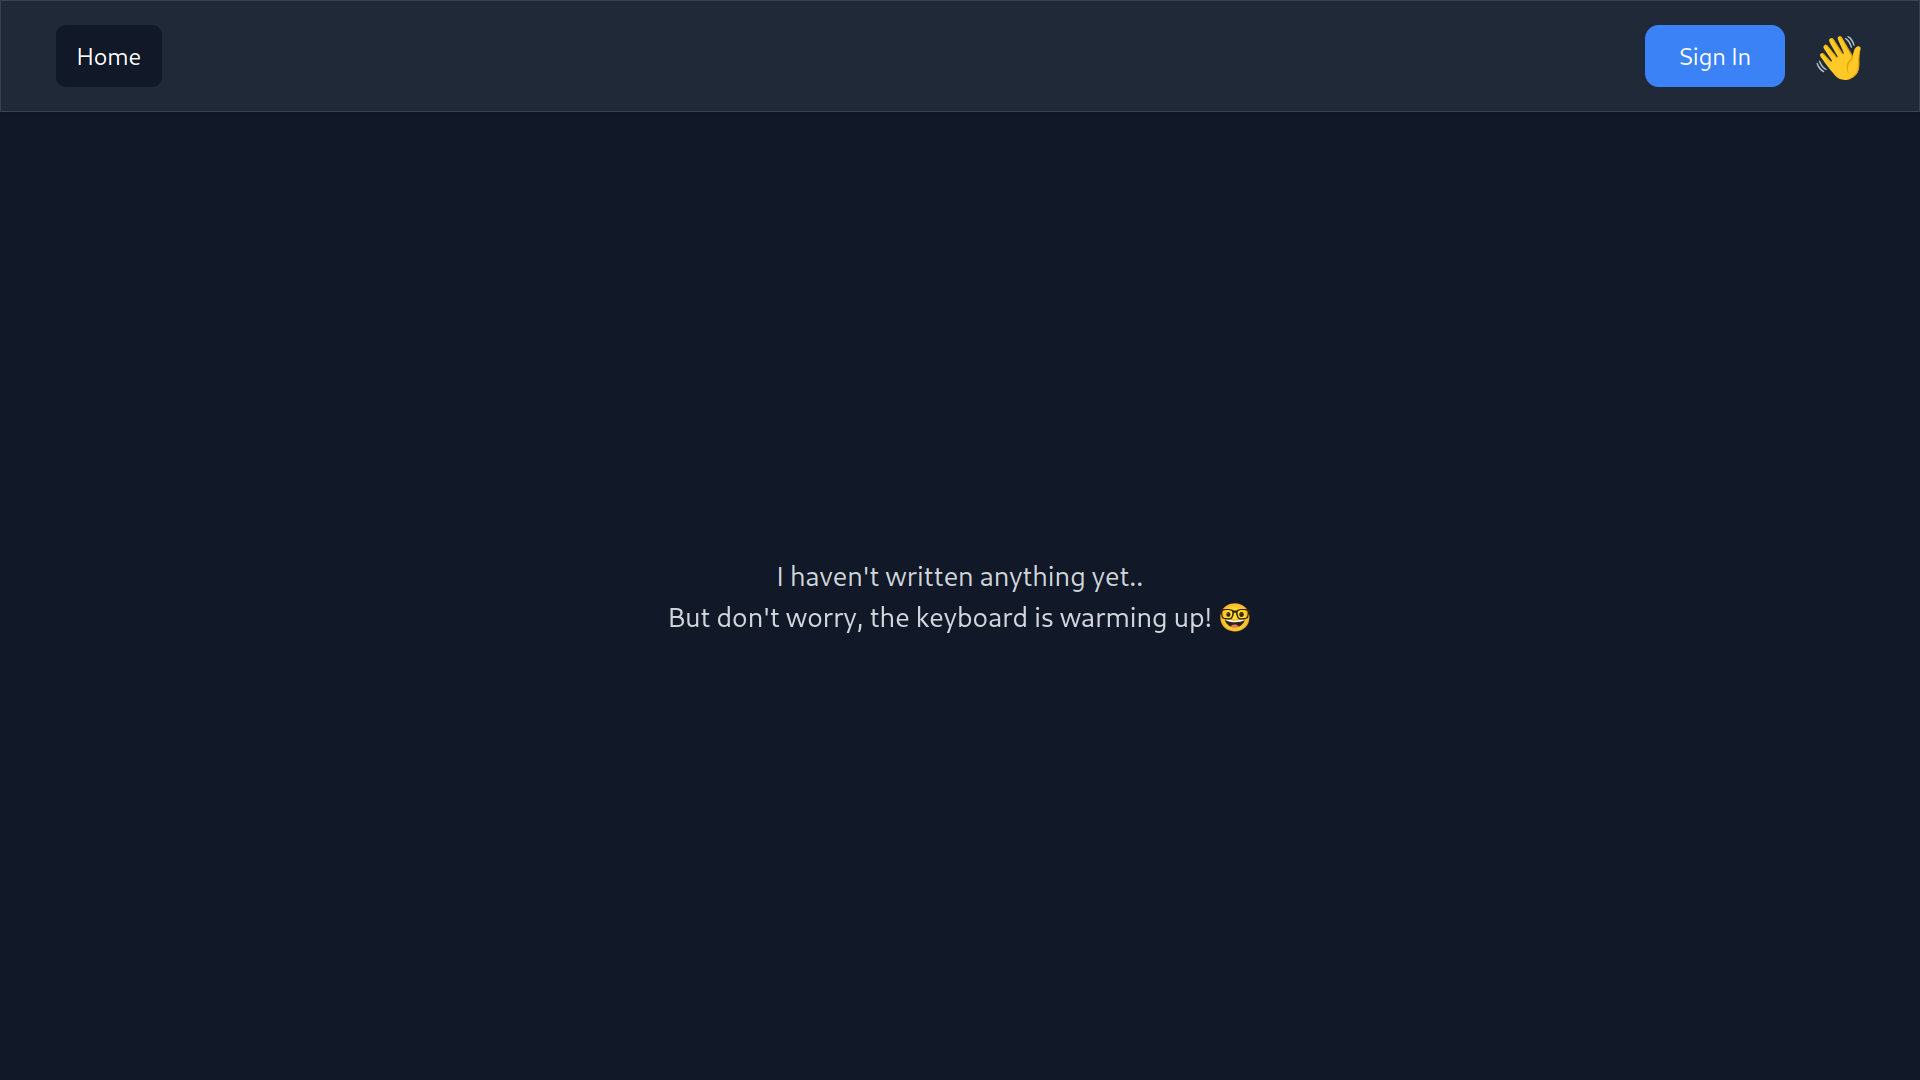 Home
Sign In 👋
I haven't written anything yet..
But don't worry, the keyboard is warming up! 🤓